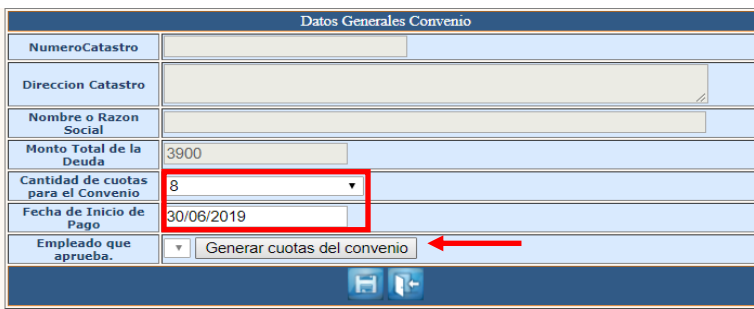 Datos Generales Convenio
NumeroCatastro
Direccion Catastro
Nombre o Razon
Social
Monto Total de la
Deuda
3900
Cantidad de cuotas
para el Convenio
8
Fecha de Inicio de
Pago
30/06/2019
Empleado que
aprueba.
Generar cuotas del convenio